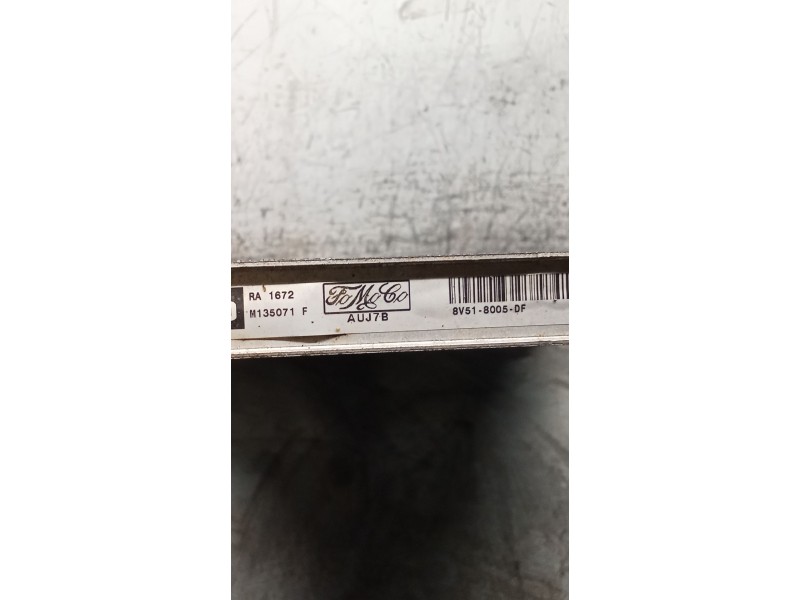 RA 1672
M135071 F
FoMoCo
AUJ7B
8V51-8005-DF